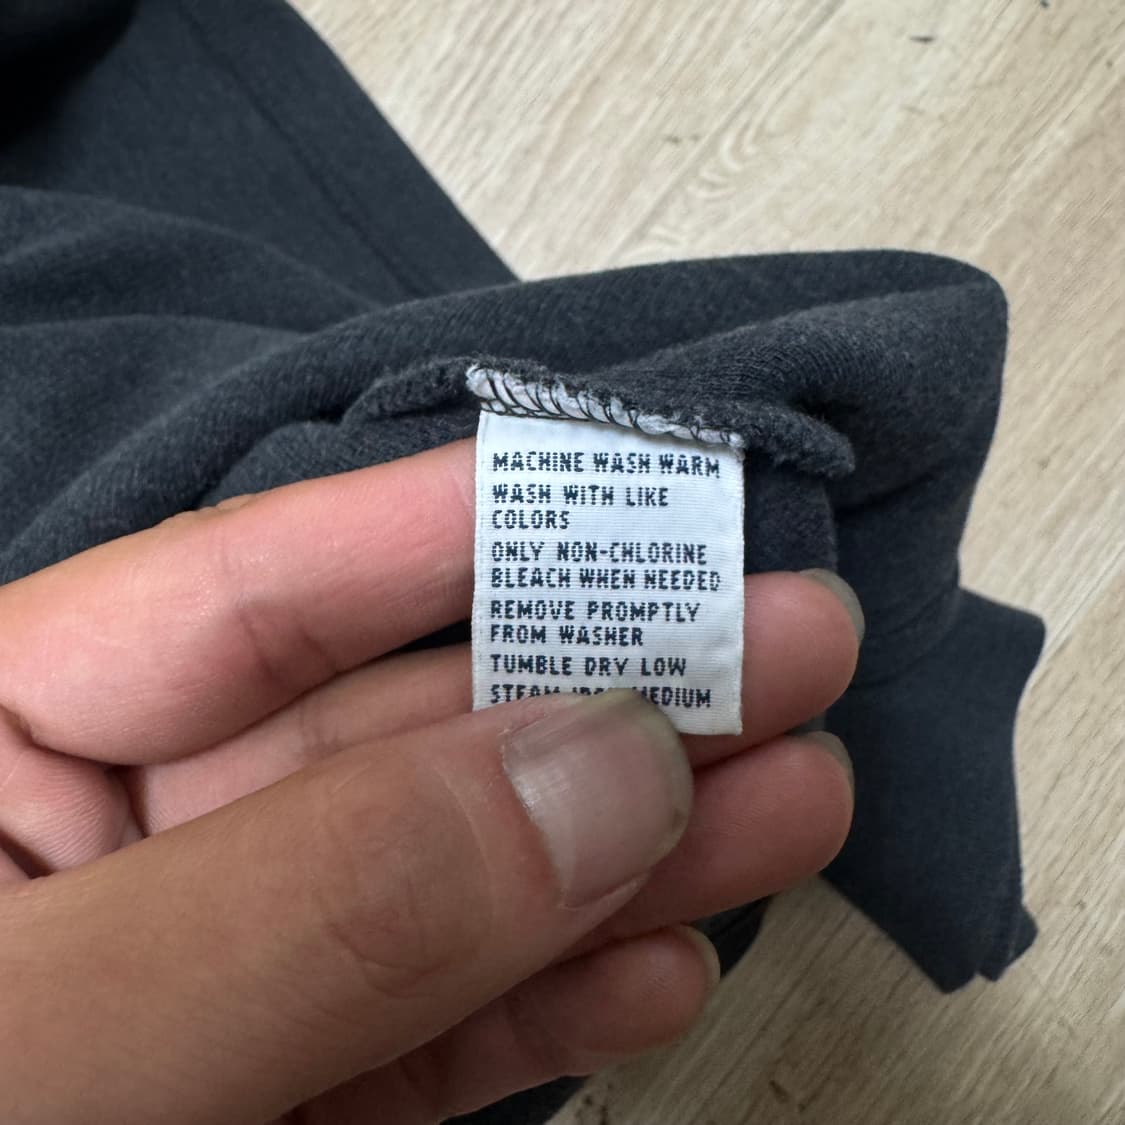 MACHINE WASH WARM
WASH WITH LIKE
COLORS
ONLY NON-CHLORINE
BLEACH WHEN NEEDED
REMOVE PROMPTLY
FROM WASHER
TUMBLE DRY LOW
STEAM IRON MEDIUM